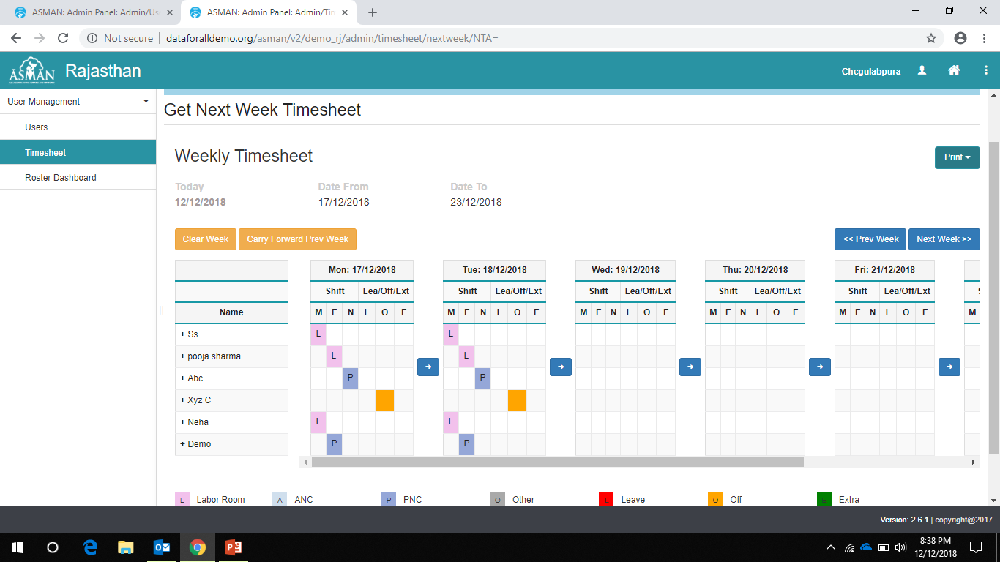 ASMAN: Admin Panel: Admin/Us
ASMAN: Admin Panel: Admin/Tim
Not secure | dataforalldemo.org/asman/v2/demo_rj/admin/timesheet/nextweek/NTA=
ASMAN Rajasthan Chcgulabpura
User Management
Users
Timesheet
Roster Dashboard
Get Next Week Timesheet
Weekly Timesheet
Print
Today Date From Date To
12/12/2018 17/12/2018 23/12/2018
Clear Week Carry Forward Prev Week << Prev Week Next Week >>
Mon: 17/12/2018 Tue: 18/12/2018 Wed: 19/12/2018 Thu: 20/12/2018 Fri: 21/12/2018
Shift Lea/Off/Ext Shift Lea/Off/Ext Shift Lea/Off/Ext Shift Lea/Off/Ext Shift Lea/Off/Ext
Name M E N L O E M E N L O E M E N L O E M E N L O E M E N L O E M
+ Ss L L
+ pooja sharma L L
+ Abc P P
+ Xyz C
+ Neha L L
+ Demo P P
L Labor Room A ANC P PNC O Other L Leave O Off E Extra
Version: 2.6.1 | copyright@2017
8:38 PM
12/12/2018